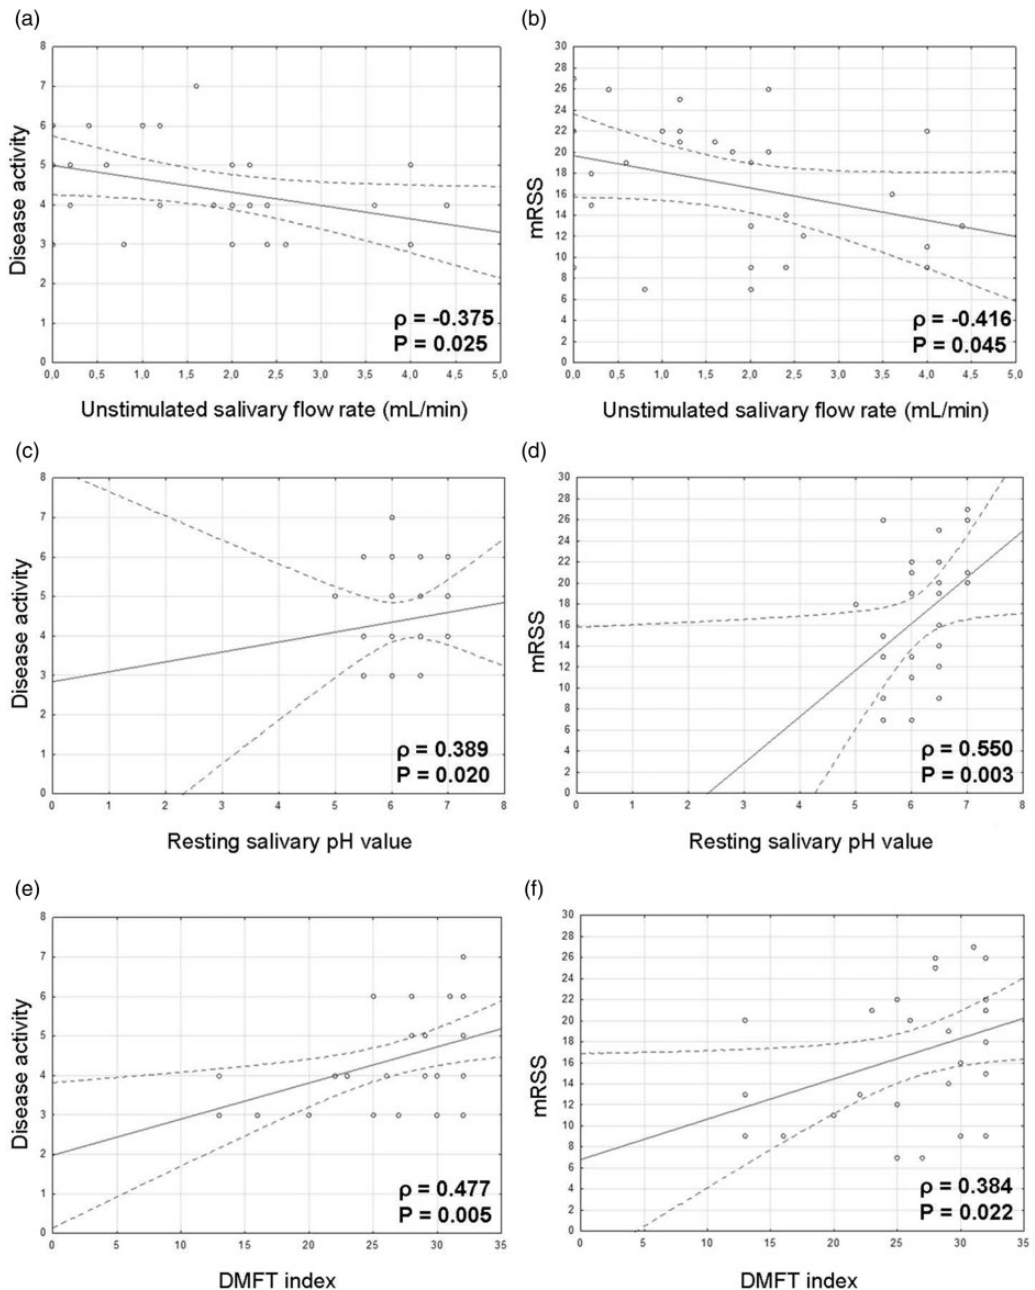 (a)
8
7
6
5
4
3
2
1
0
Disease activity
ρ = -0.375
P = 0.025
0,0 0,5 1,0 1,5 2,0 2,5 3,0 3,5 4,0 4,5 5,0
Unstimulated salivary flow rate (mL/min)
(b)
30
28
26
24
22
20
18
16
14
12
10
8
6
4
2
0
mRSS
ρ = -0.416
P = 0.045
0,0 0,5 1,0 1,5 2,0 2,5 3,0 3,5 4,0 4,5 5,0
Unstimulated salivary flow rate (mL/min)
(c)
8
7
6
5
4
3
2
1
0
Disease activity
ρ = 0.389
P = 0.020
0 1 2 3 4 5 6 7 8
Resting salivary pH value
(d)
30
28
26
24
22
20
18
16
14
12
10
8
6
4
2
0
mRSS
ρ = 0.550
P = 0.003
0 1 2 3 4 5 6 7 8
Resting salivary pH value
(e)
8
7
6
5
4
3
2
1
0
Disease activity
ρ = 0.477
P = 0.005
0 5 10 15 20 25 30 35
DMFT index
(f)
30
28
26
24
22
20
18
16
14
12
10
8
6
4
2
0
mRSS
ρ = 0.384
P = 0.022
0 5 10 15 20 25 30 35
DMFT index